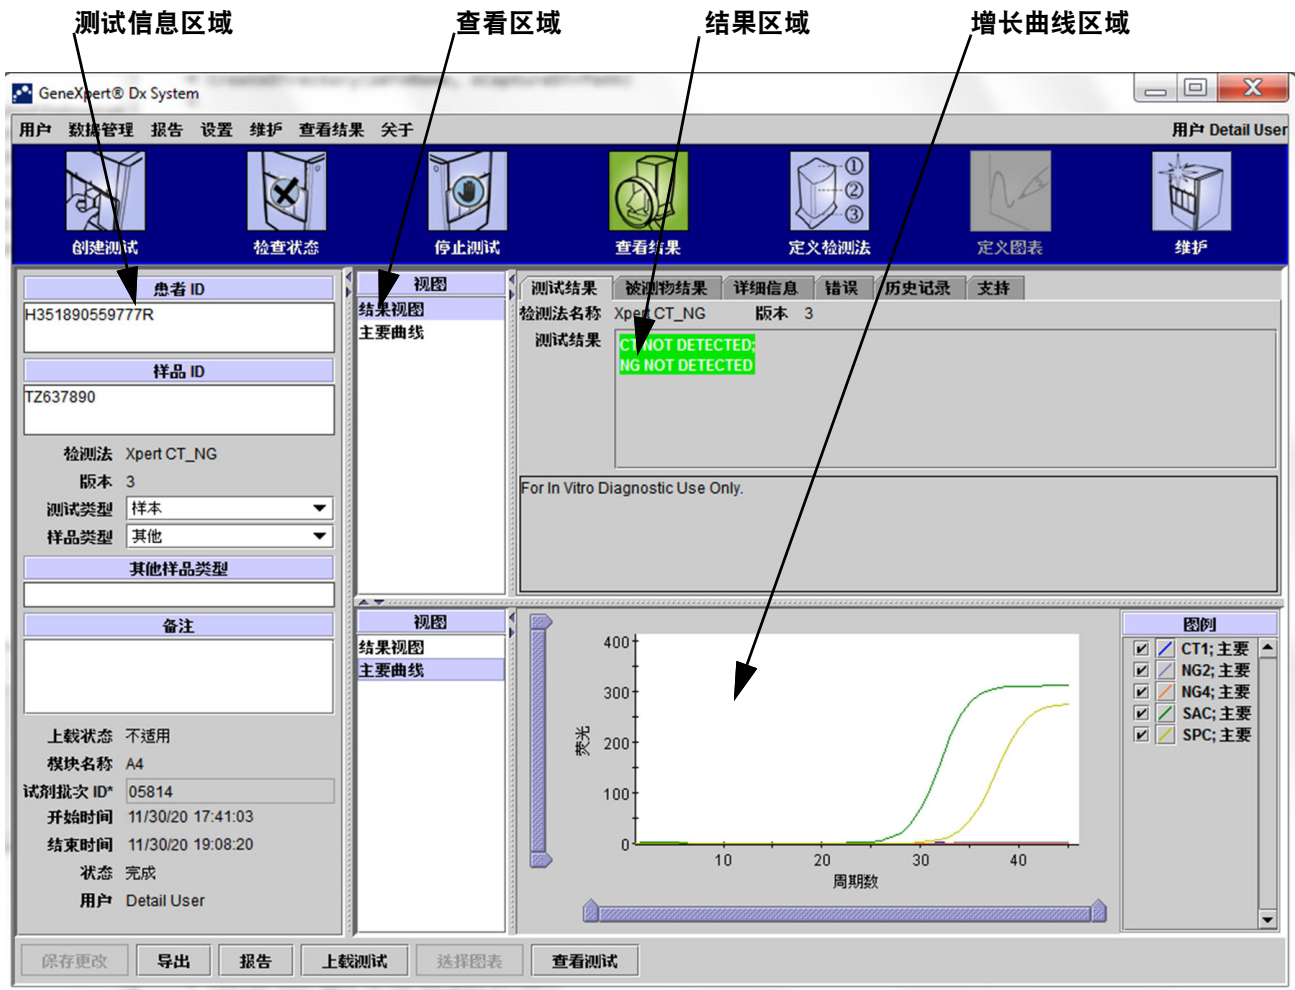 测试信息区域 查看区域 结果区域 增长曲线区域
GeneXpert® Dx System
用户 数据管理 报告 设置 维护 查看结果 关于 用户 Detail User
创建测试 检查状态 停止测试 查看结果 定义检测法 定义图表 维护
①
②
③
患者 ID
H351890559777R
样品 ID
TZ637890
检测法 Xpert CT_NG
版本 3
测试类型 样本
样品类型 其他
其他样品类型
备注
上载状态 不适用
模块名称 A4
试剂批次 ID* 05814
开始时间 11/30/20 17:41:03
结束时间 11/30/20 19:08:20
状态 完成
用户 Detail User
视图
结果视图
主要曲线
测试结果 被测物结果 详细信息 错误 历史记录 支持
检测法名称 Xpert CT_NG 版本 3
测试结果 CT NOT DETECTED;
NG NOT DETECTED
For In Vitro Diagnostic Use Only.
视图
结果视图
主要曲线
荧光
400
300
200
100
0
10 20 30 40
周期数
图例
CT1; 主要
NG2; 主要
NG4; 主要
SAC; 主要
SPC; 主要
保存更改 导出 报告 上载测试 选择图表 查看测试